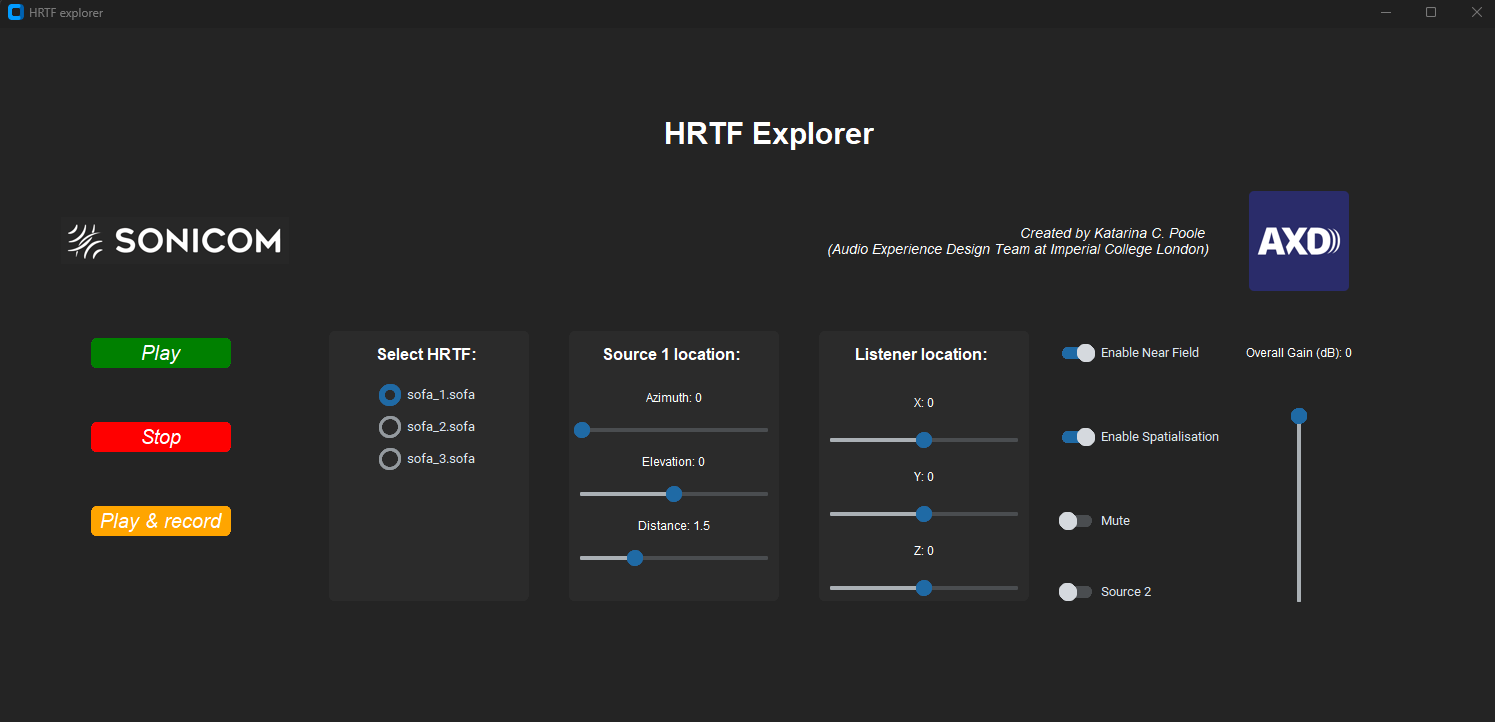 HRTF explorer
HRTF Explorer
SONICOM
Created by Katarina C. Poole
(Audio Experience Design Team at Imperial College London)
AXD
Play
Stop
Play & record
Select HRTF:
sofa_1.sofa
sofa_2.sofa
sofa_3.sofa
Source 1 location:
Azimuth: 0
Elevation: 0
Distance: 1.5
Listener location:
X: 0
Y: 0
Z: 0
Enable Near Field
Enable Spatialisation
Mute
Source 2
Overall Gain (dB): 0